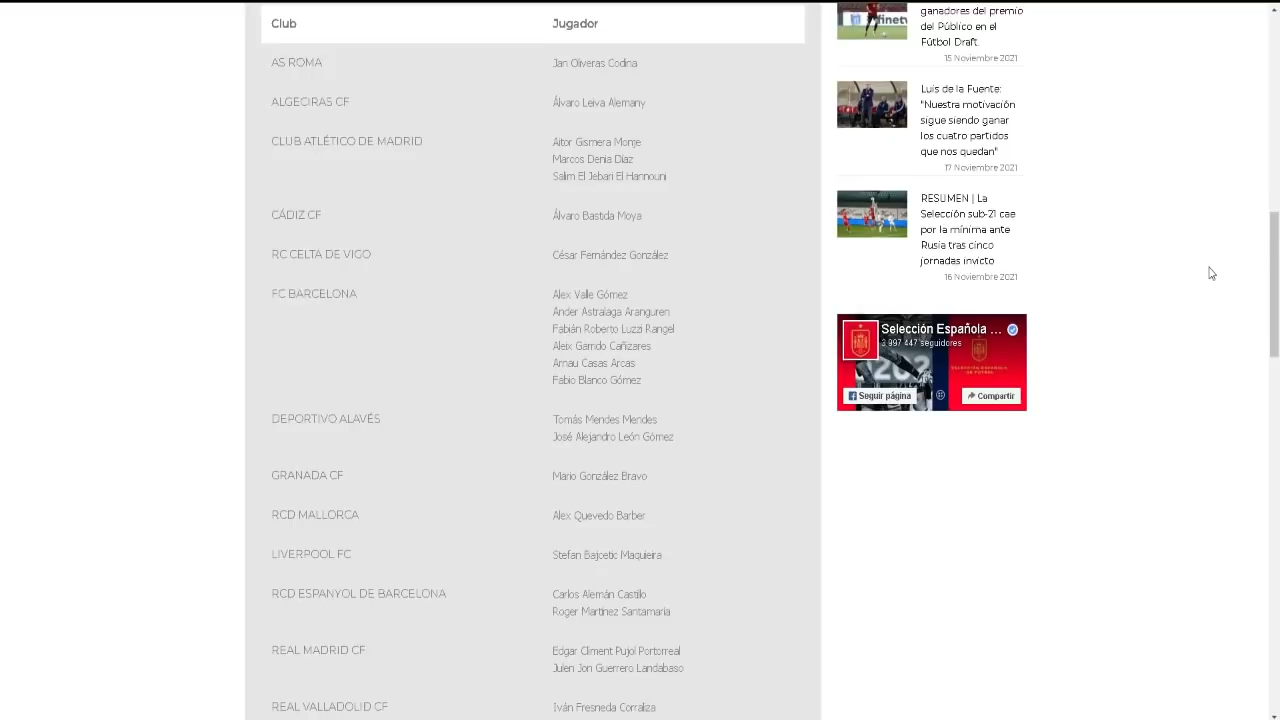 Club Jugador
AS ROMA Jan Oliveras Codina
ALGECIRAS CF Álvaro Leiva Alemany
CLUB ATLÉTICO DE MADRID Aitor Gismera Monje
Marcos Denia Díaz
Salim El Jebari El Hannouni
CÁDIZ CF Álvaro Bastida Moya
RC CELTA DE VIGO César Fernández González
FC BARCELONA Alex Valle Gómez
Ander Astralaga Aranguren
Fabián Roberto Luzzi Rangel
Aleix Garrido Cañizares
Arnau Casas Arcas
Fabio Blanco Gómez
DEPORTIVO ALAVÉS Tomás Mendes Mendes
José Alejandro León Gómez
GRANADA CF Mario González Bravo
RCD MALLORCA Alex Quevedo Barber
LIVERPOOL FC Stefan Bajcetic Maquieira
RCD ESPANYOL DE BARCELONA Carlos Alemán Castillo
Roger Martínez Santamaría
REAL MADRID CF Edgar Climent Pujol Portorreal
Julen Jon Guerrero Landabaso
REAL VALLADOLID CF Iván Fresneda Corraliza
ganadores del premio
del Público en el
Fútbol Draft
15 Noviembre 2021
Luis de la Fuente:
"Nuestra motivación
sigue siendo ganar
los cuatro partidos
que nos quedan"
17 Noviembre 2021
RESUMEN | La
Selección sub-21 cae
por la mínima ante
Rusia tras cinco
jornadas invicto
16 Noviembre 2021
Selección Española ...
3 997 447 seguidores
SELECCIÓN ESPAÑOLA
DE FÚTBOL
Seguir página Compartir